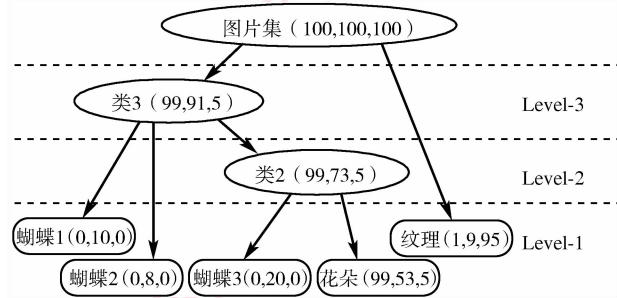 图片集(100,100,100)
类3(99,91,5)
Level-3
类2(99,73,5)
Level-2
蝴蝶1(0,10,0)
纹理(1,9,95)
Level-1
蝴蝶2(0,8,0)
蝴蝶3(0,20,0)
花朵(99,53,5)